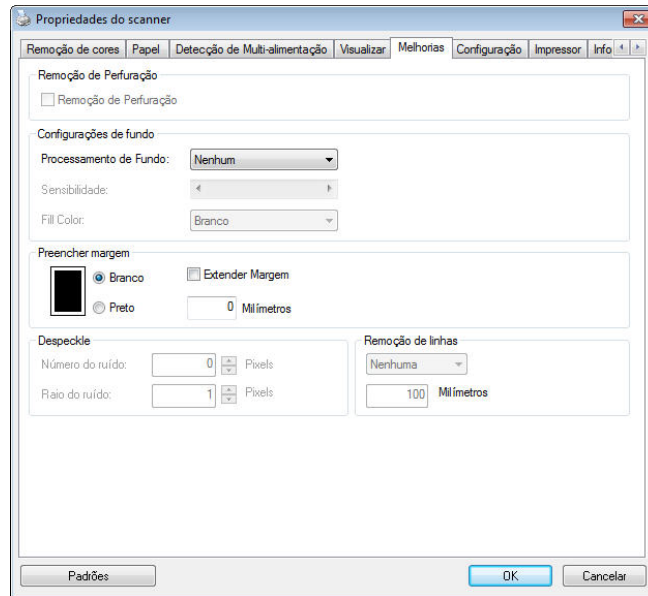 Propriedades do scanner
Remoção de cores Papel Detecção de Multi-alimentação Visualizar Melhorias Configuração Impressor Info
Remoção de Perfuração
Remoção de Perfuração
Configurações de fundo
Processamento de Fundo: Nenhum
Sensibilidade:
Fill Color: Branco
Preencher margem
Branco Extender Margem
Preto 0 Milímetros
Despeckle Remoção de linhas
Número do ruído: 0 Pixels Nenhuma
Raio do ruído: 1 Pixels 100 Milímetros
Padrões OK Cancelar